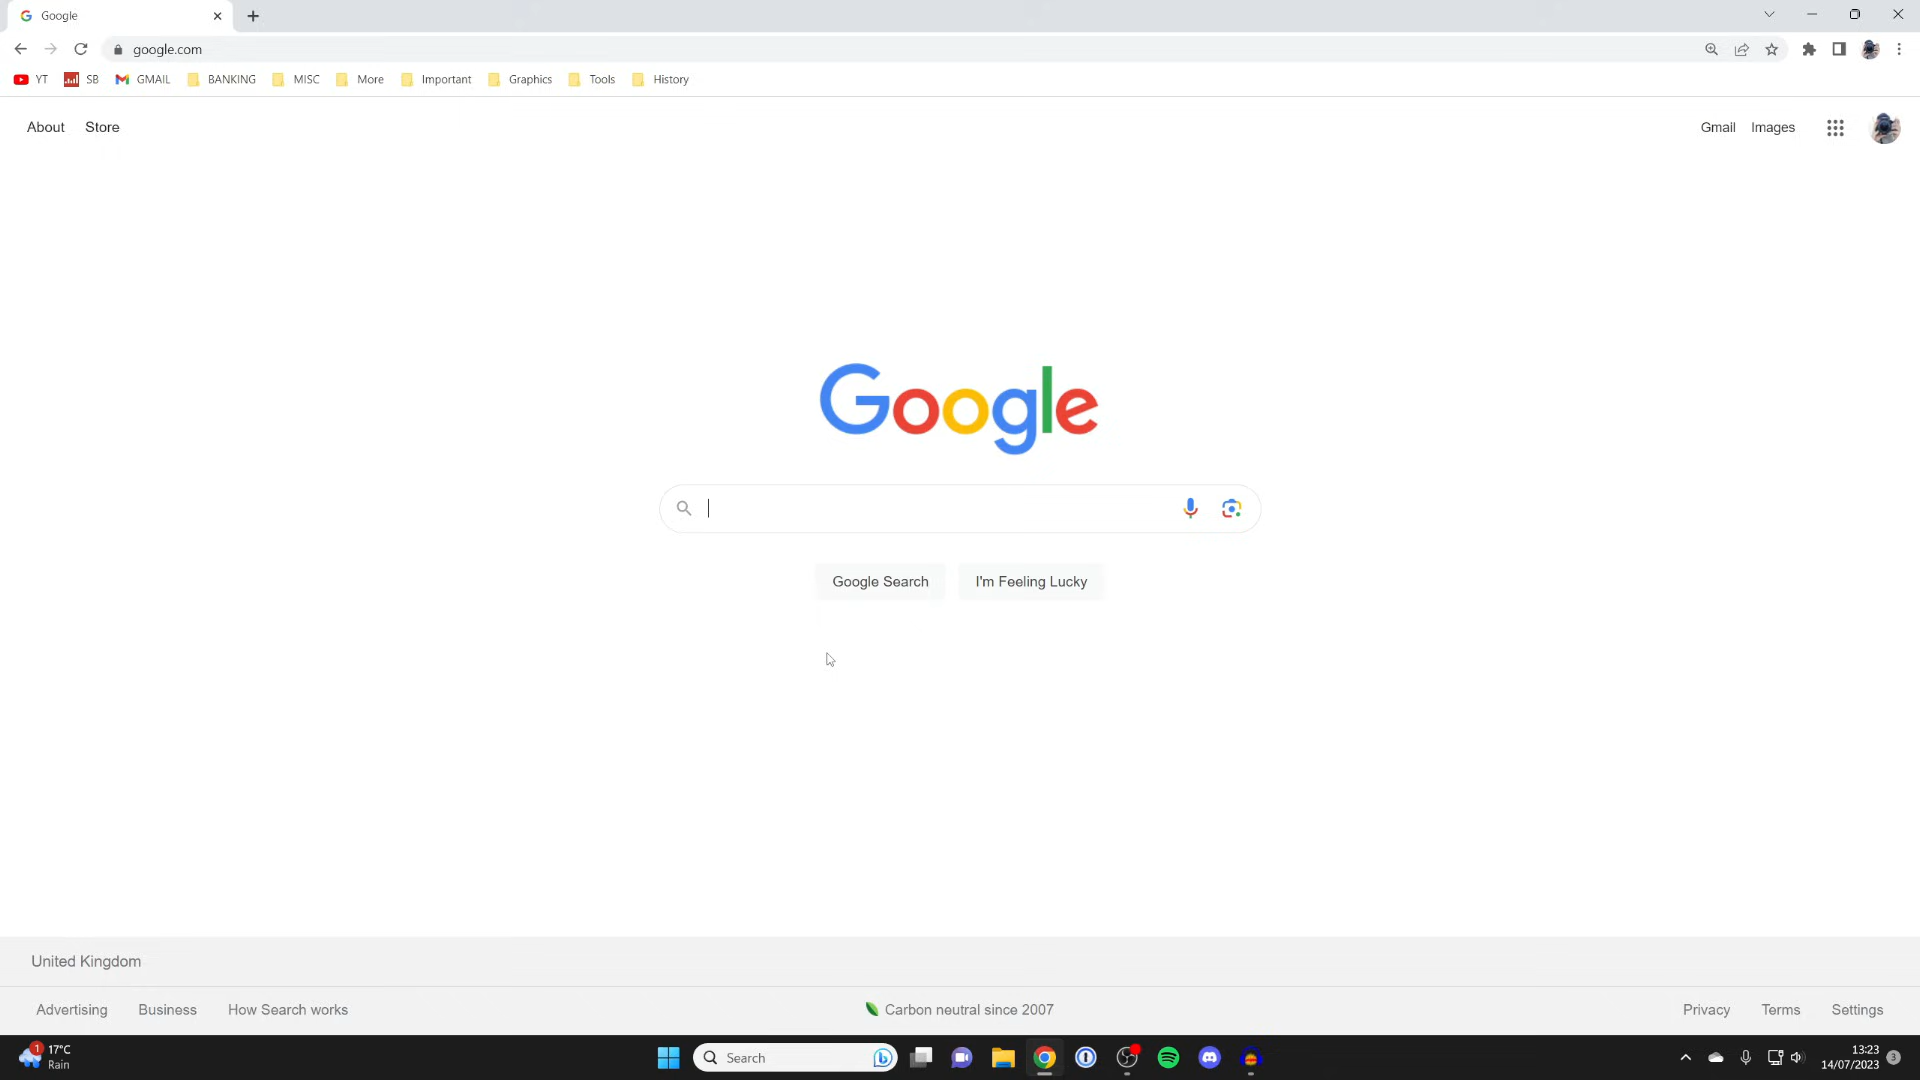 Google
google.com
YT SB GMAIL BANKING MISC More Important Graphics Tools History
About Store Gmail Images
Google
Google Search I'm Feeling Lucky
United Kingdom
Advertising Business How Search works Carbon neutral since 2007 Privacy Terms Settings
1 17°C
Rain
Search
13:23
14/07/2023
3